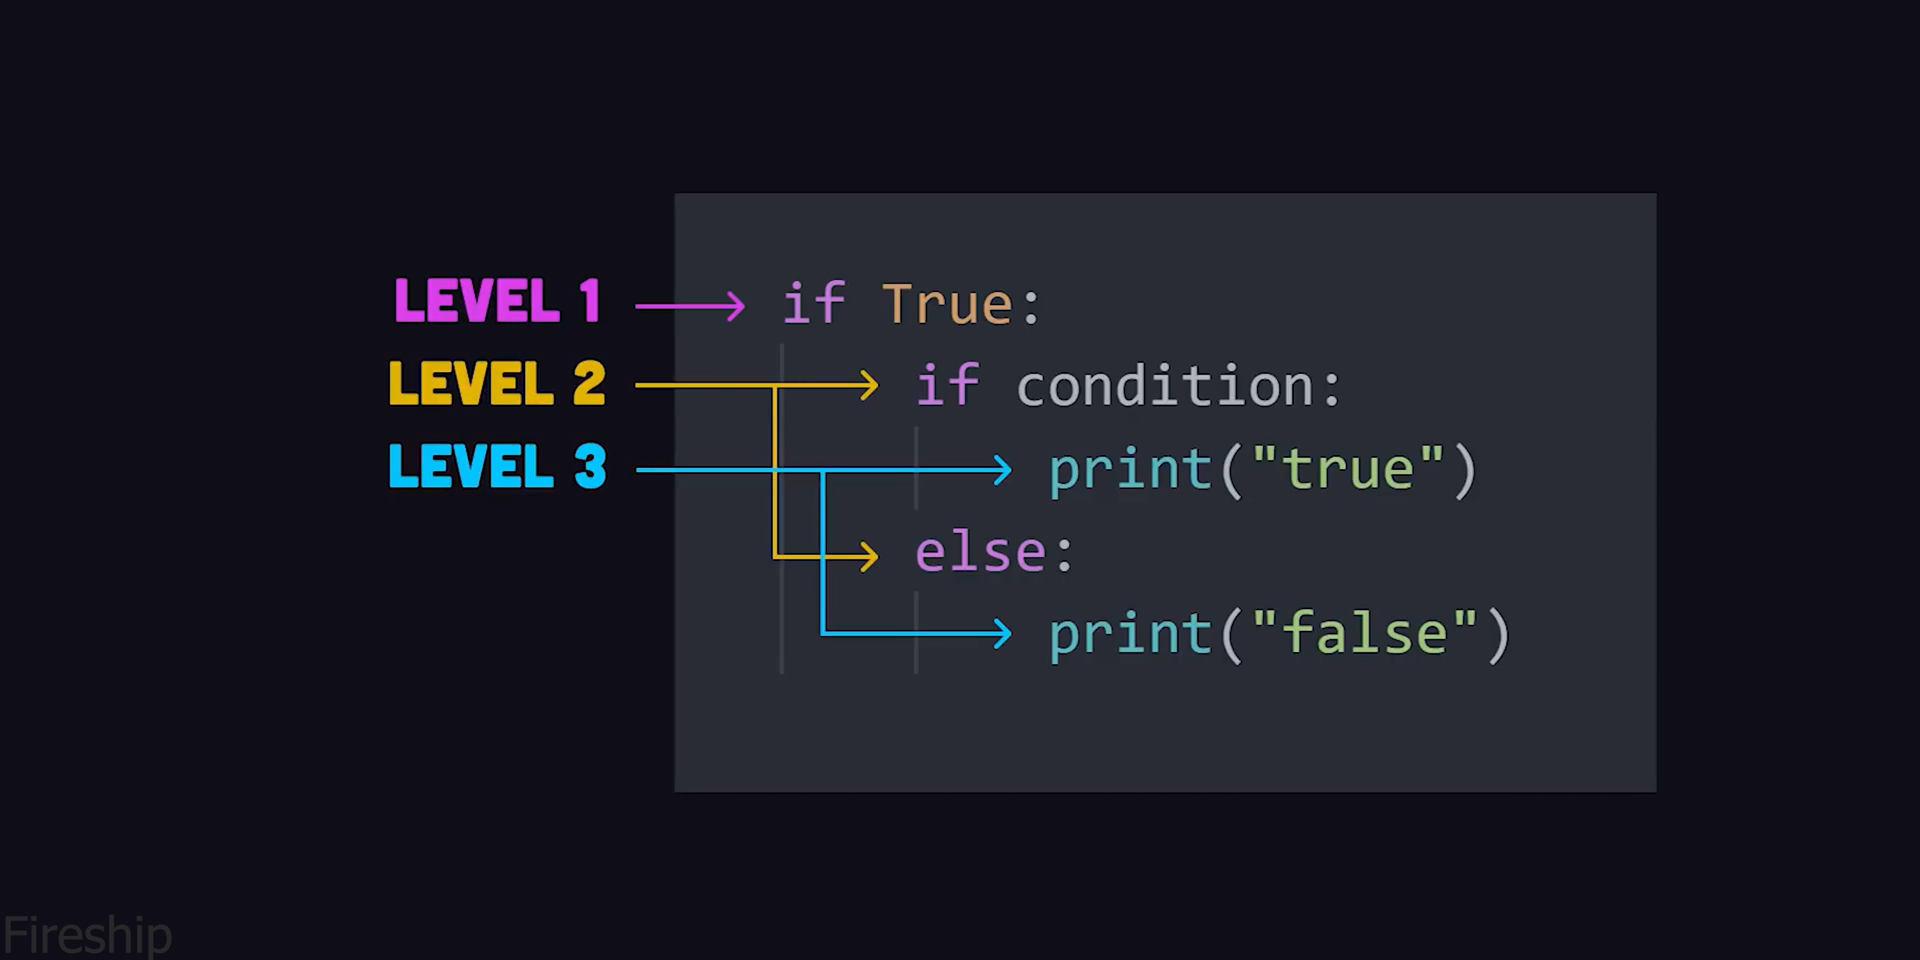 LEVEL 1 if True:
LEVEL 2 if condition:
LEVEL 3 print("true")
else:
print("false")
Fireship